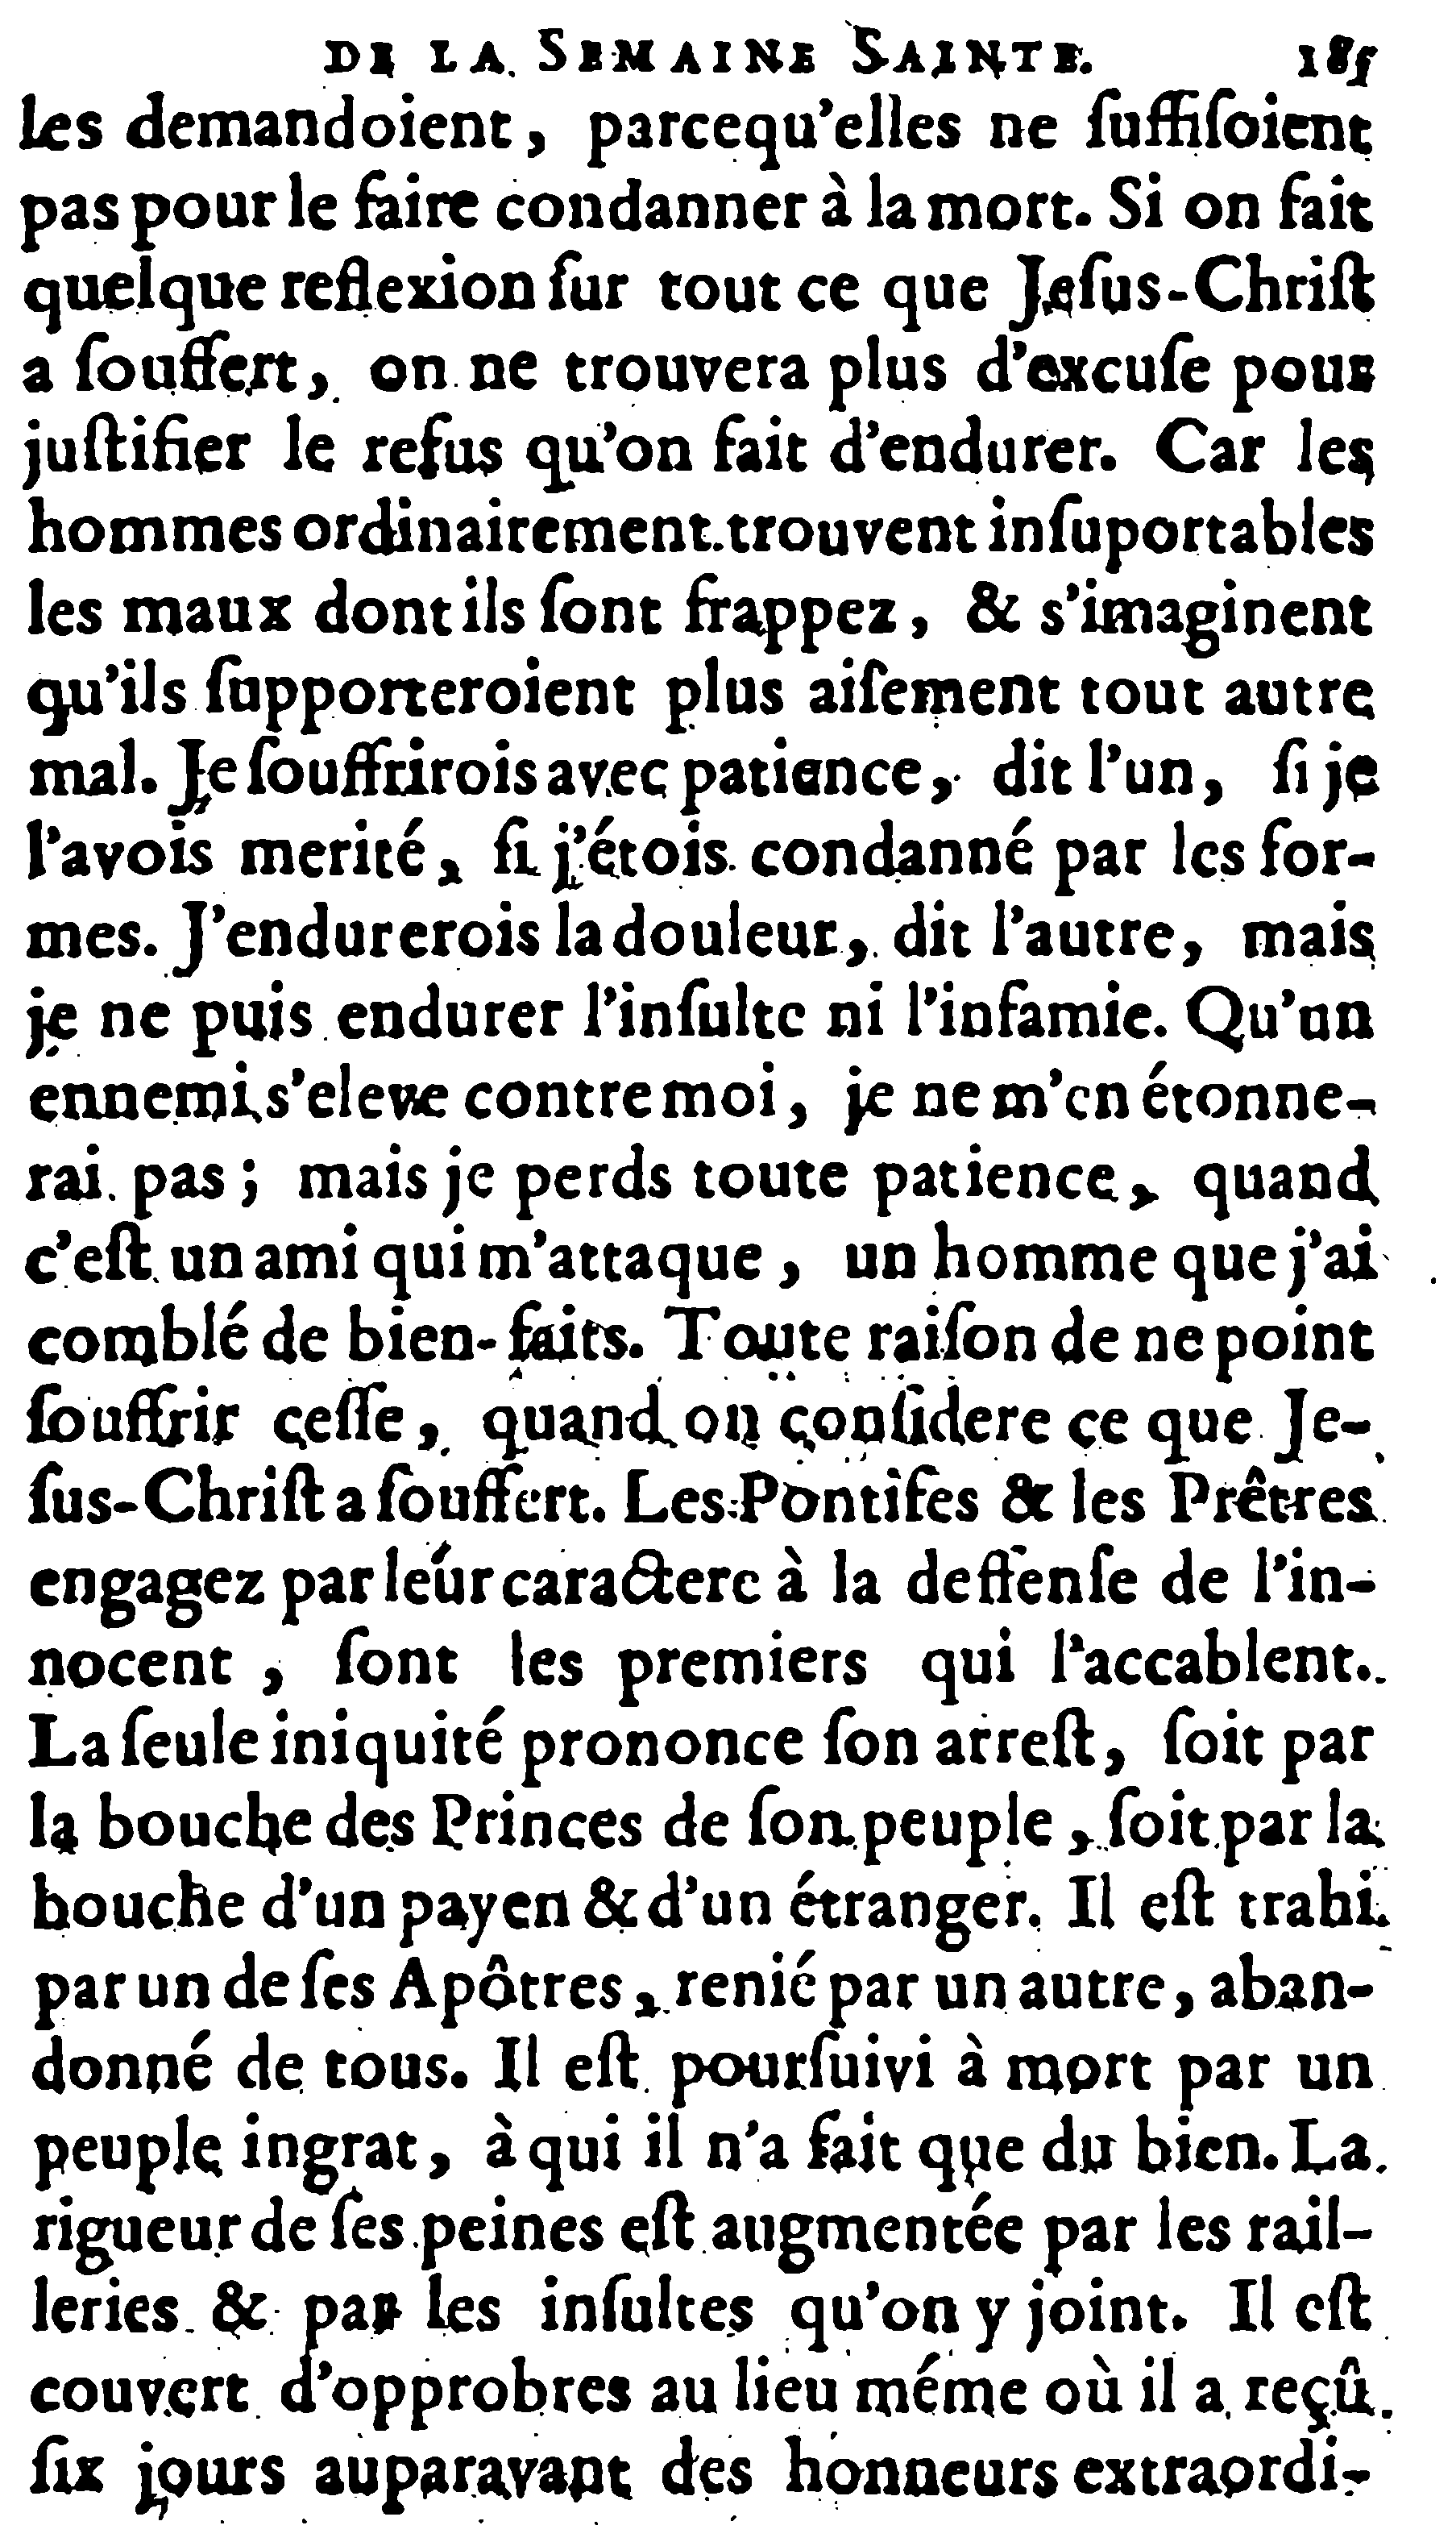 DE LA SEMAINE SAINTE. 185
les demandoient, parcequ'elles ne ſuffiſoient
pas pour le faire condanner à la mort. Si on fait
quelque reflexion ſur tout ce que Jeſus-Chriſt
a ſouffert, on ne trouvera plus d'excuſe pour
juſtifier le refus qu'on fait d'endurer. Car les
hommes ordinairement trouvent inſuportables
les maux dont ils ſont frappez, & s'imaginent
qu'ils ſupporteroient plus aiſement tout autre
mal. Je ſouffrirois avec patience, dit l'un, ſi je
l'avois merité, ſi j'étois condanné par les for-
mes. J'endurerois la douleur, dit l'autre, mais
je ne puis endurer l'inſulte ni l'infamie. Qu'un
ennemi s'eleve contre moi, je ne m'en étonne-
rai pas; mais je perds toute patience, quand
c'eſt un ami qui m'attaque, un homme que j'ai
comblé de bien-faits. Toute raiſon de ne point
ſouffrir ceſſe, quand on conſidere ce que Je-
ſus-Chriſt a ſouffert. Les Pontifes & les Prêtres
engagez par leur caractere à la deffenſe de l'in-
nocent, ſont les premiers qui l'accablent.
La ſeule iniquité prononce ſon arreſt, ſoit par
la bouche des Princes de ſon peuple, ſoit par la
bouche d'un payen & d'un étranger. Il eſt trahi
par un de ſes Apôtres, renié par un autre, aban-
donné de tous. Il eſt pourſuivi à mort par un
peuple ingrat, à qui il n'a fait que du bien. La
rigueur de ſes peines eſt augmentée par les rail-
leries & par les inſultes qu'on y joint. Il eſt
couvert d'opprobres au lieu méme où il a reçû
ſix jours auparavant des honneurs extraordi-